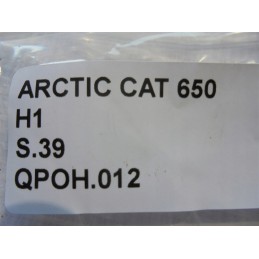 ARCTIC CAT 650
H1
S.39
QPOH.012